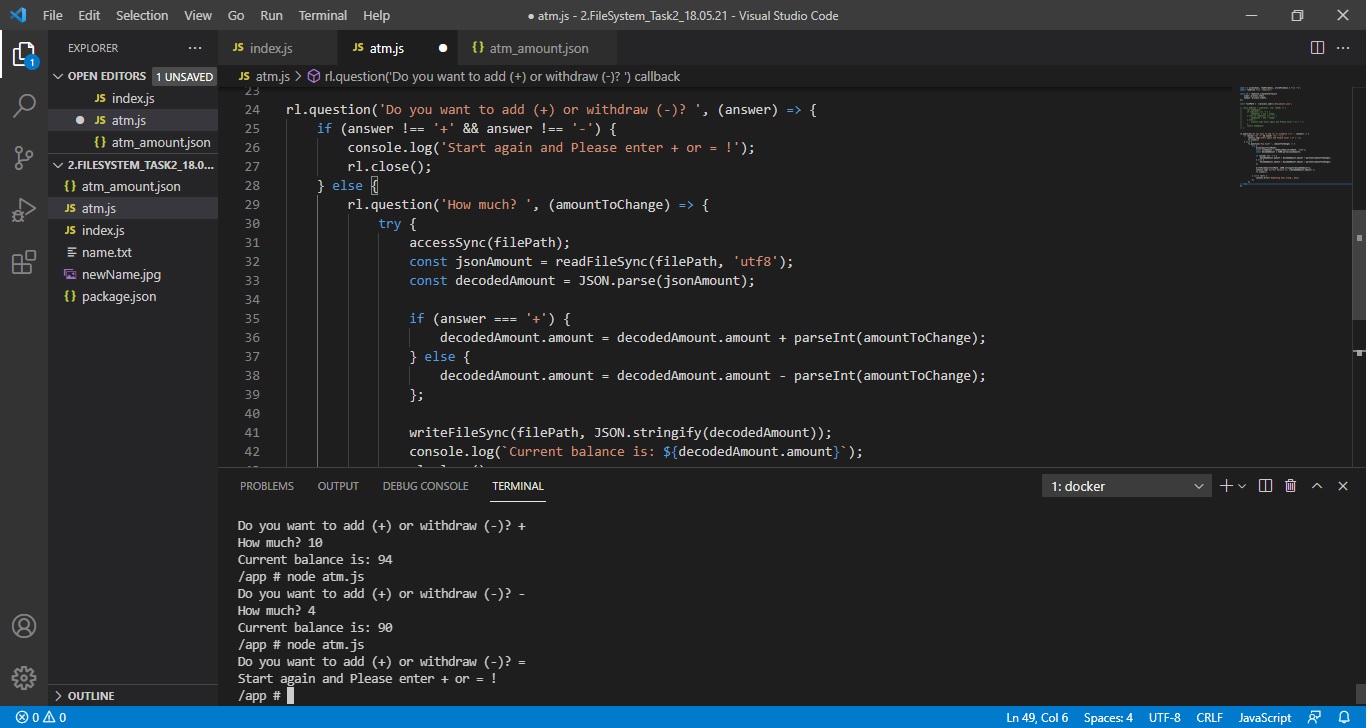 File Edit Selection View Go Run Terminal Help ● atm.js - 2.FileSystem_Task2_18.05.21 - Visual Studio Code
EXPLORER ···
OPEN EDITORS 1 UNSAVED
JS index.js
● JS atm.js
{} atm_amount.json
2.FILESYSTEM_TASK2_18.0...
{} atm_amount.json
JS atm.js
JS index.js
name.txt
newName.jpg
{} package.json
OUTLINE
1
JS index.js JS atm.js ● {} atm_amount.json
JS atm.js > rl.question('Do you want to add (+) or withdraw (-)? ') callback
23
24 rl.question('Do you want to add (+) or withdraw (-)? ', (answer) => {
25 if (answer !== '+' && answer !== '-') {
26 console.log('Start again and Please enter + or = !');
27 rl.close();
28 } else {
29 rl.question('How much? ', (amountToChange) => {
30 try {
31 accessSync(filePath);
32 const jsonAmount = readFileSync(filePath, 'utf8');
33 const decodedAmount = JSON.parse(jsonAmount);
34
35 if (answer === '+') {
36 decodedAmount.amount = decodedAmount.amount + parseInt(amountToChange);
37 } else {
38 decodedAmount.amount = decodedAmount.amount - parseInt(amountToChange);
39 };
40
41 writeFileSync(filePath, JSON.stringify(decodedAmount));
42 console.log(`Current balance is: ${decodedAmount.amount}`);
PROBLEMS OUTPUT DEBUG CONSOLE TERMINAL 1: docker
Do you want to add (+) or withdraw (-)? +
How much? 10
Current balance is: 94
/app # node atm.js
Do you want to add (+) or withdraw (-)? -
How much? 4
Current balance is: 90
/app # node atm.js
Do you want to add (+) or withdraw (-)? =
Start again and Please enter + or = !
/app #
0 0 Ln 49, Col 6 Spaces: 4 UTF-8 CRLF JavaScript